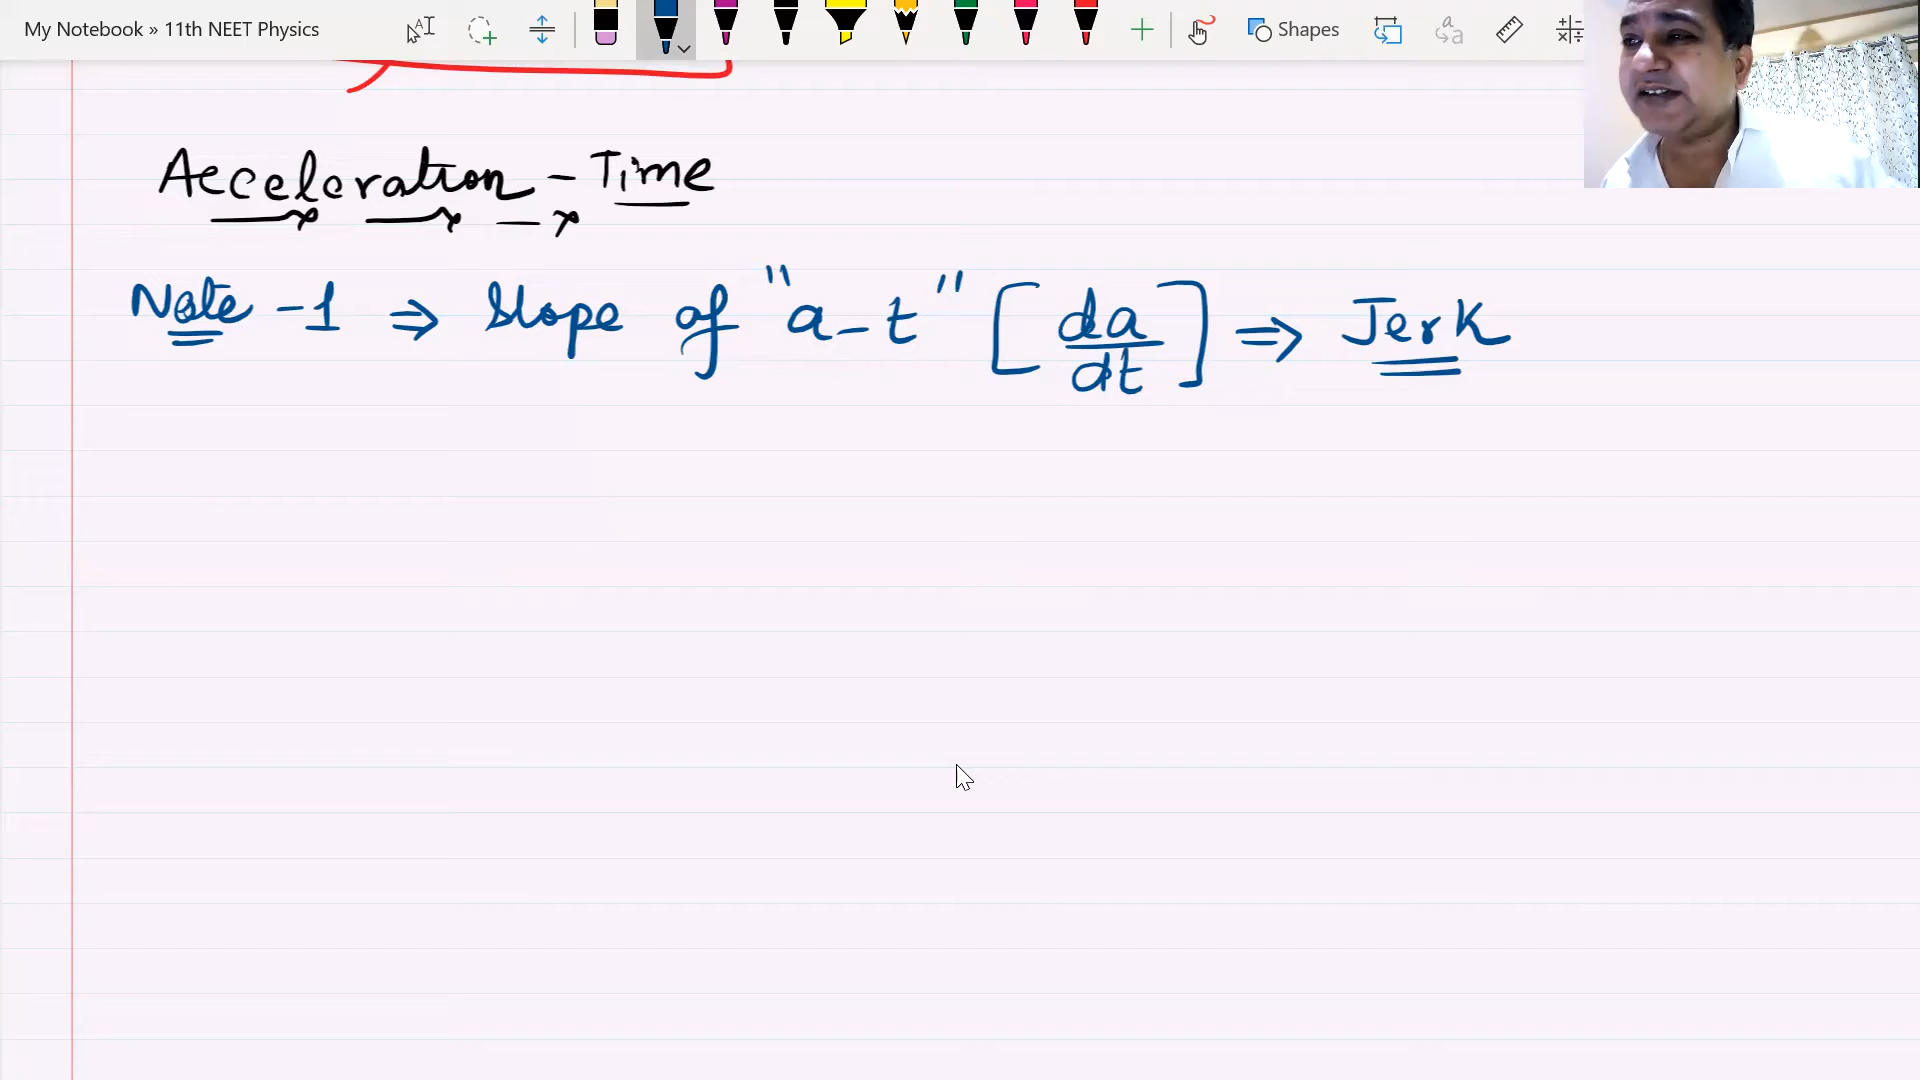 My Notebook » 11th NEET Physics
Shapes
Acceleration - Time
Note -1 ⇒ Slope of "a - t" [da/dt] ⇒ Jerk